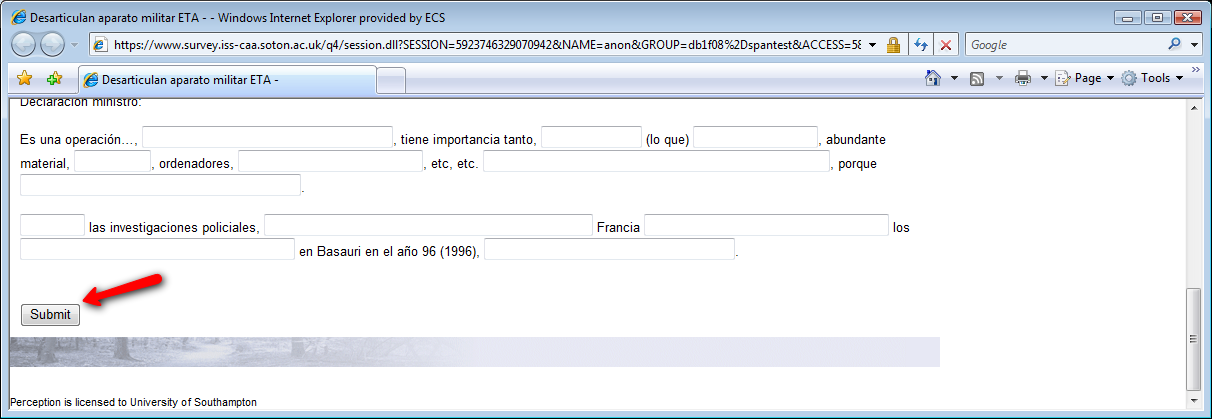 Desarticulan aparato militar ETA - - Windows Internet Explorer provided by ECS
https://www.survey.iss-caa.soton.ac.uk/q4/session.dll?SESSION=5923746329070942&NAME=anon&GROUP=db1f08%2Dspantest&ACCESS=58
Google
Desarticulan aparato militar ETA -
Page Tools
Declaración ministro:
Es una operación…, , tiene importancia tanto, (lo que) , abundante
material, , ordenadores, , etc, etc. , porque
.
las investigaciones policiales, Francia los
en Basauri en el año 96 (1996), .
Submit
Perception is licensed to University of Southampton